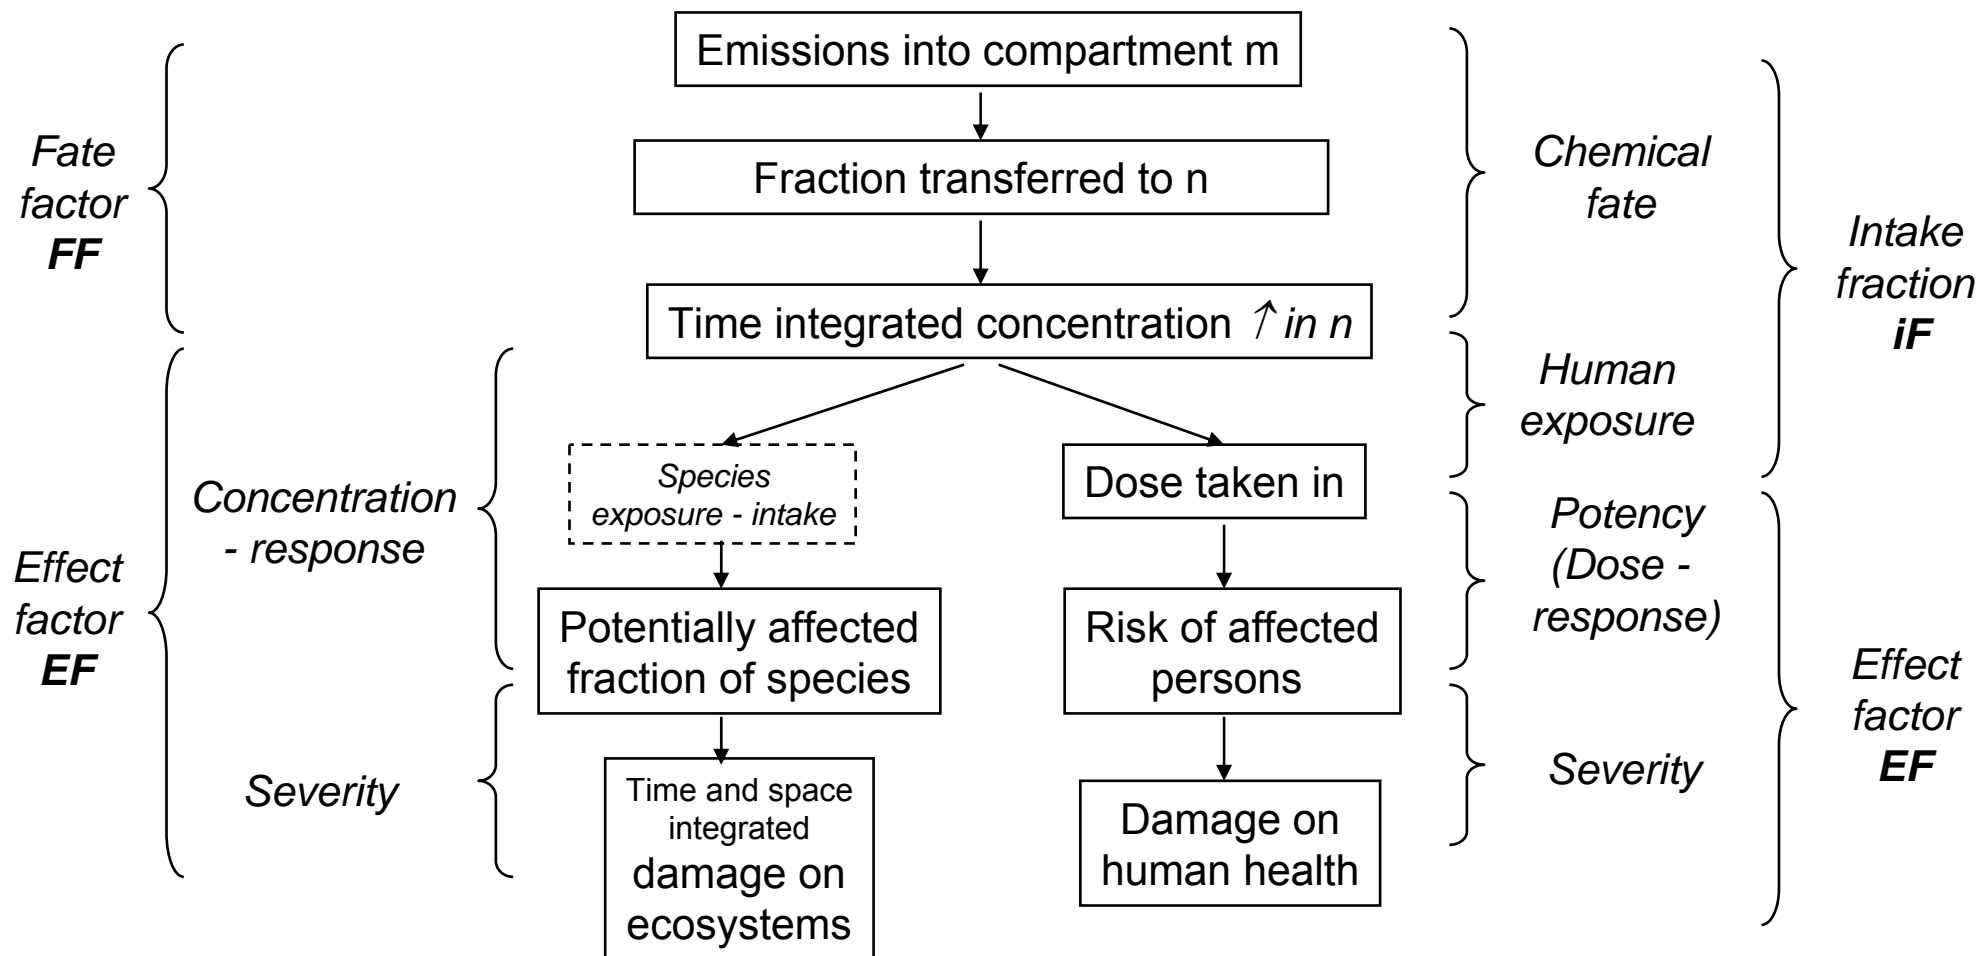 Emissions into compartment m
Fate
factor
FF
Fraction transferred to n
Chemical
fate
Intake
fraction
iF
Time integrated concentration ↑ in n
Human
exposure
Concentration
- response
Species
exposure - intake
Dose taken in
Potency
(Dose -
response)
Effect
factor
EF
Potentially affected
fraction of species
Risk of affected
persons
Effect
factor
EF
Severity
Time and space
integrated
damage on
ecosystems
Damage on
human health
Severity